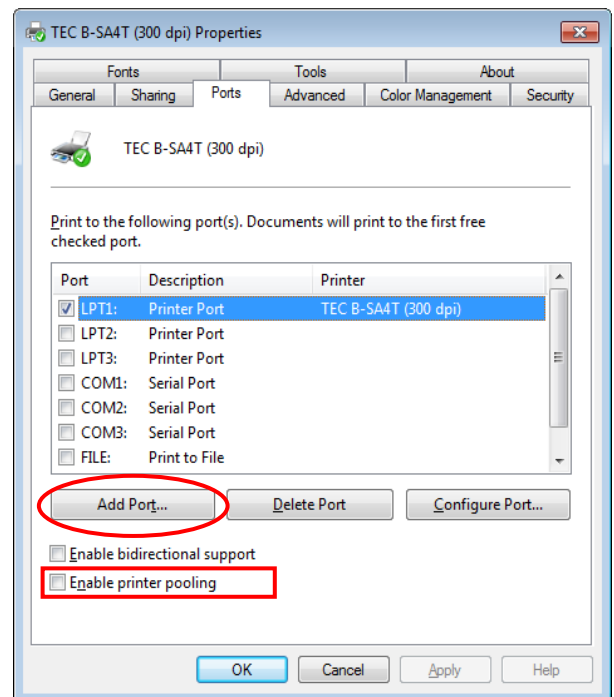 TEC B-SA4T (300 dpi) Properties
Fonts Tools About
General Sharing Ports Advanced Color Management Security
TEC B-SA4T (300 dpi)
Print to the following port(s). Documents will print to the first free
checked port.
Port Description Printer
LPT1: Printer Port TEC B-SA4T (300 dpi)
LPT2: Printer Port
LPT3: Printer Port
COM1: Serial Port
COM2: Serial Port
COM3: Serial Port
FILE: Print to File
Add Port... Delete Port Configure Port...
Enable bidirectional support
Enable printer pooling
OK Cancel Apply Help